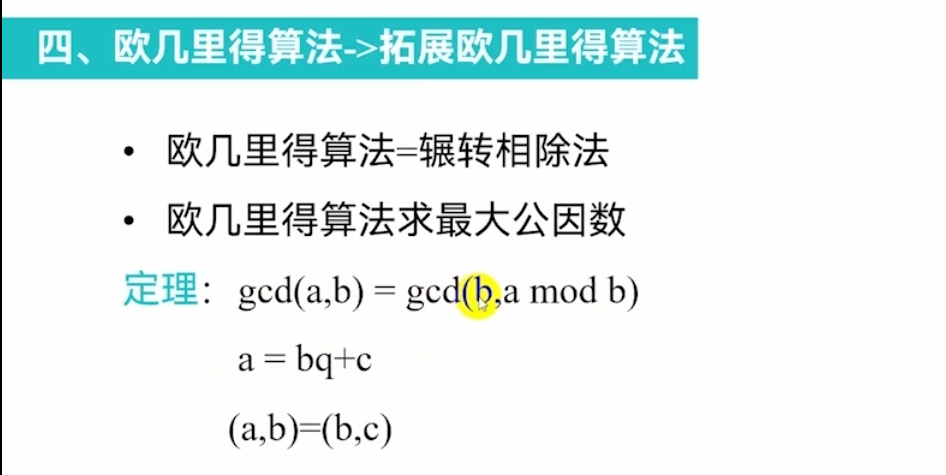 四、欧几里得算法->拓展欧几里得算法
• 欧几里得算法=辗转相除法
• 欧几里得算法求最大公因数
定理：gcd(a,b) = gcd(b,a mod b)
a = bq+c
(a,b)=(b,c)